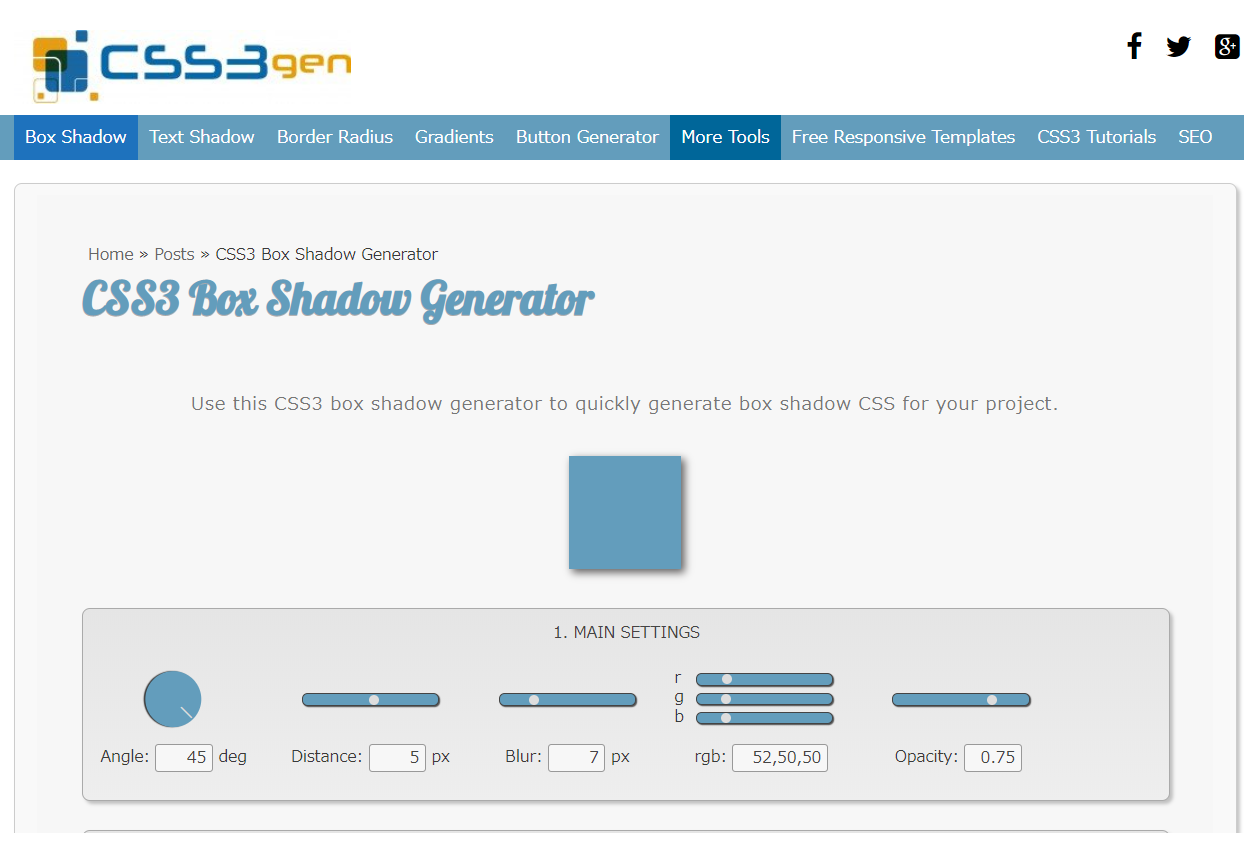 CSS3gen
Box Shadow Text Shadow Border Radius Gradients Button Generator More Tools Free Responsive Templates CSS3 Tutorials SEO
Home » Posts » CSS3 Box Shadow Generator
CSS3 Box Shadow Generator
Use this CSS3 box shadow generator to quickly generate box shadow CSS for your project.
1. MAIN SETTINGS
r
g
b
Angle: 45 deg Distance: 5 px Blur: 7 px rgb: 52,50,50 Opacity: 0.75